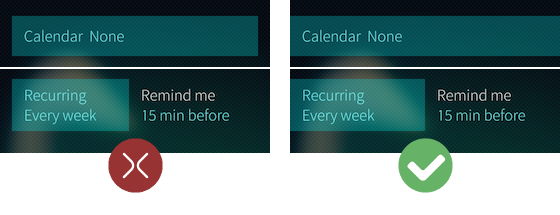 Calendar None
Recurring
Every week
Remind me
15 min before
Calendar None
Recurring
Every week
Remind me
15 min before